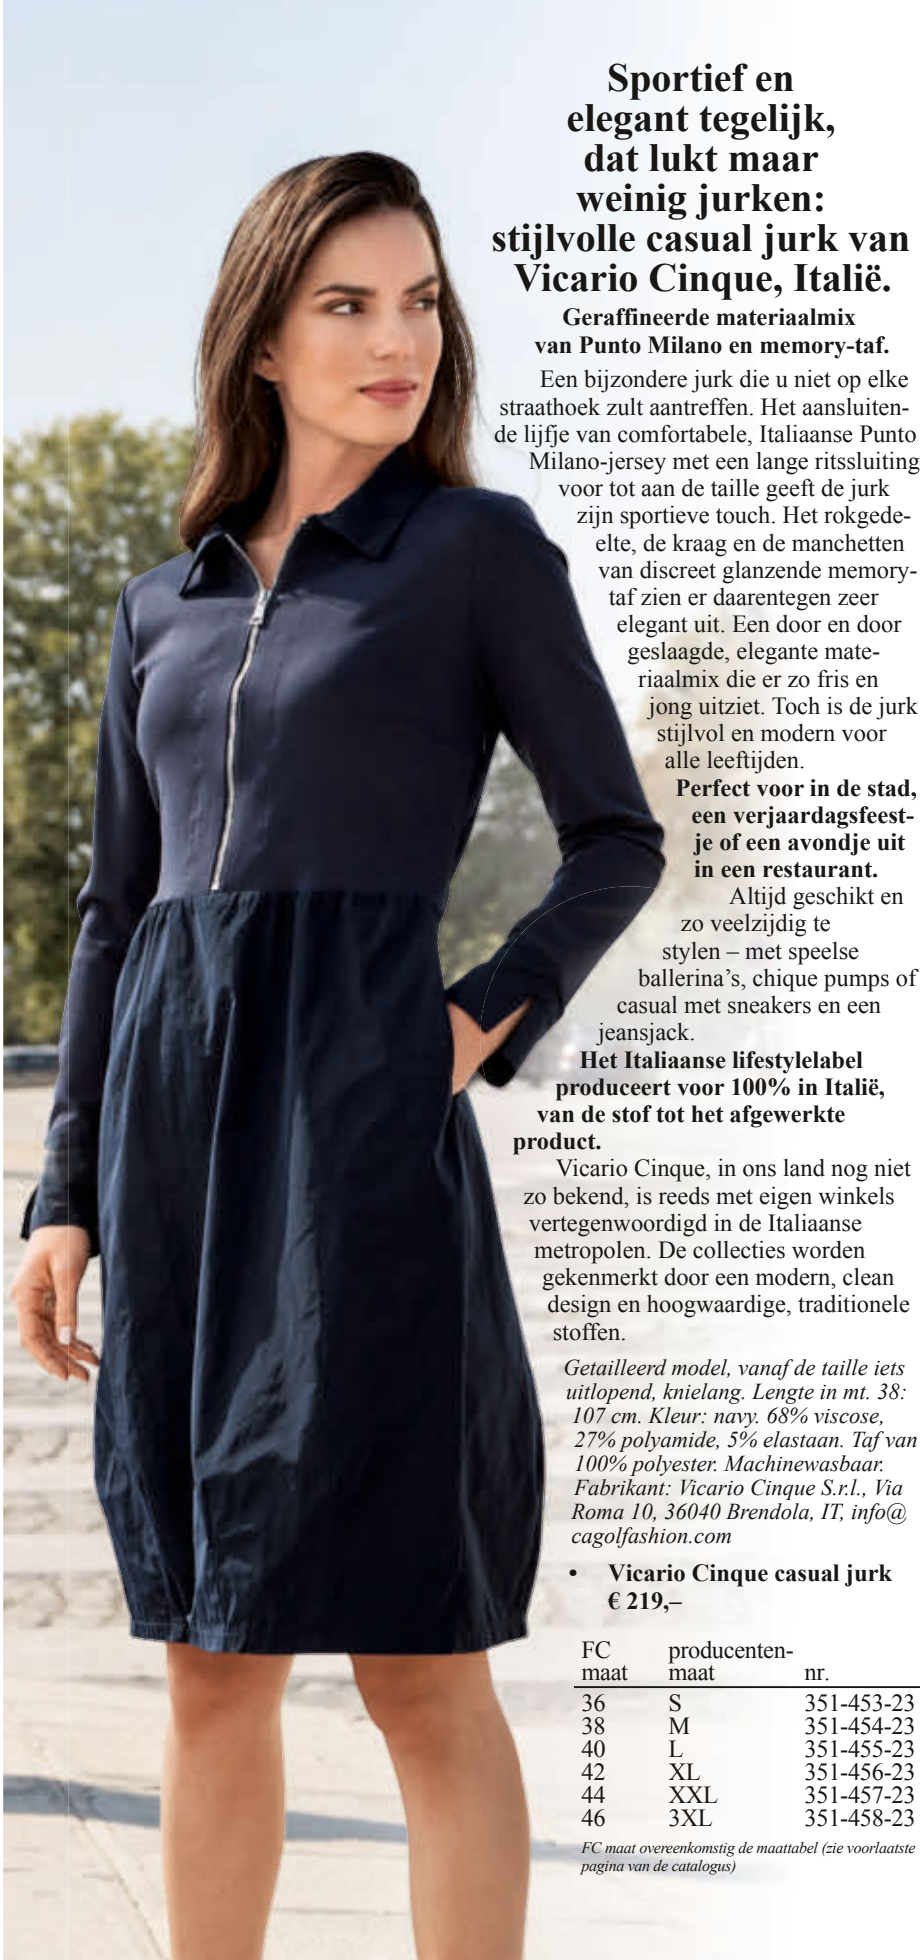 Sportief en
elegant tegelijk,
dat lukt maar
weinig jurken:
stijlvolle casual jurk van
Vicario Cinque, Italië.
Geraffineerde materiaalmix
van Punto Milano en memory-taf.
Een bijzondere jurk die u niet op elke
straathoek zult aantreffen. Het aansluiten-
de lijfje van comfortabele, Italiaanse Punto
Milano-jersey met een lange ritssluiting
voor tot aan de taille geeft de jurk
zijn sportieve touch. Het rokgede-
elte, de kraag en de manchetten
van discreet glanzende memory-
taf zien er daarentegen zeer
elegant uit. Een door en door
geslaagde, elegante mate-
riaalmix die er zo fris en
jong uitziet. Toch is de jurk
stijlvol en modern voor
alle leeftijden.
Perfect voor in de stad,
een verjaardagsfeest-
je of een avondje uit
in een restaurant.
Altijd geschikt en
zo veelzijdig te
stylen – met speelse
ballerina’s, chique pumps of
casual met sneakers en een
jeansjack.
Het Italiaanse lifestylelabel
produceert voor 100% in Italië,
van de stof tot het afgewerkte
product.
Vicario Cinque, in ons land nog niet
zo bekend, is reeds met eigen winkels
vertegenwoordigd in de Italiaanse
metropolen. De collecties worden
gekenmerkt door een modern, clean
design en hoogwaardige, traditionele
stoffen.
Getailleerd model, vanaf de taille iets
uitlopend, knielang. Lengte in mt. 38:
107 cm. Kleur: navy. 68% viscose,
27% polyamide, 5% elastaan. Taf van
100% polyester. Machinewasbaar.
Fabrikant: Vicario Cinque S.r.l., Via
Roma 10, 36040 Brendola, IT, info@
cagolfashion.com
• Vicario Cinque casual jurk
€ 219,–
FC producenten-
maat maat nr.
36 S 351-453-23
38 M 351-454-23
40 L 351-455-23
42 XL 351-456-23
44 XXL 351-457-23
46 3XL 351-458-23
FC maat overeenkomstig de maattabel (zie voorlaatste
pagina van de catalogus)